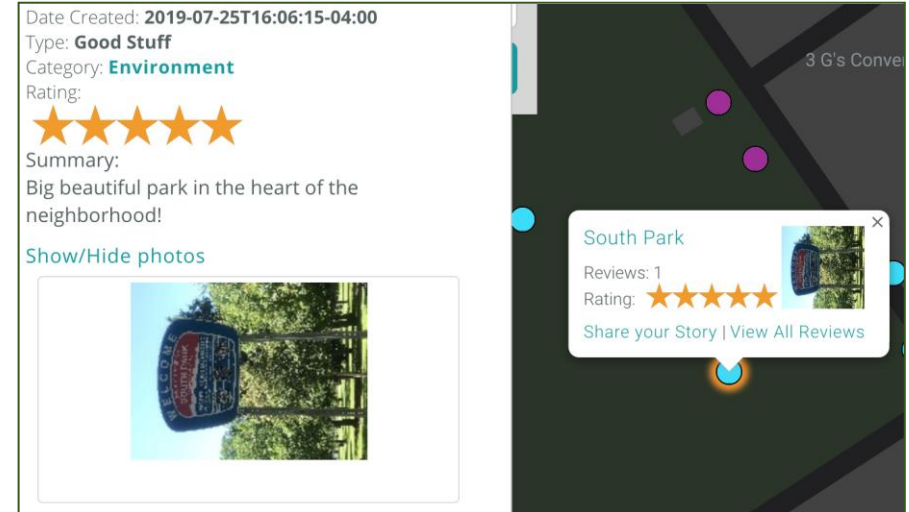 Date Created: 2019-07-25T16:06:15-04:00
Type: Good Stuff
Category: Environment
Rating:
Summary:
Big beautiful park in the heart of the
neighborhood!
Show/Hide photos
WELCOME
SOUTH PARK
3 G's Conve
South Park
Reviews: 1
Rating:
Share your Story | View All Reviews